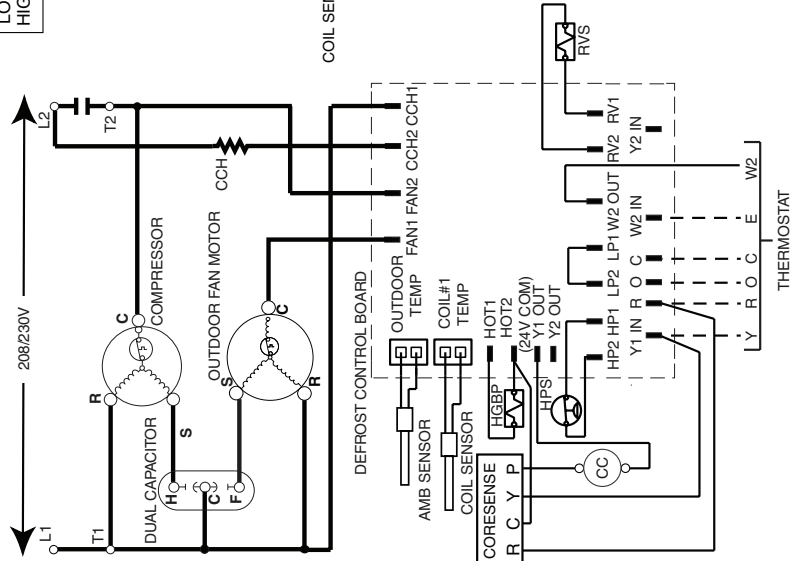 LO
HIG
208/230V
L1
L2
T1
T2
COIL SEN
R
C
COMPRESSOR
S
CCH
DUAL CAPACITOR
H
C
F
OUTDOOR FAN MOTOR
S
C
R
DEFROST CONTROL BOARD
FAN1
FAN2
CCH2
CCH1
OUTDOOR
TEMP
AMB SENSOR
COIL#1
TEMP
COIL SENSOR
HOT1
HOT2
(24V COM)
Y1 OUT
Y2 OUT
HGBP
HPS
RVS
HP2
HP1
LP2
LP1
W2 OUT
RV2
RV1
Y1 IN
R
O
C
W2 IN
Y2 IN
CORESENSE
R
C
Y
P
CC
Y
R
O
C
E
W2
THERMOSTAT